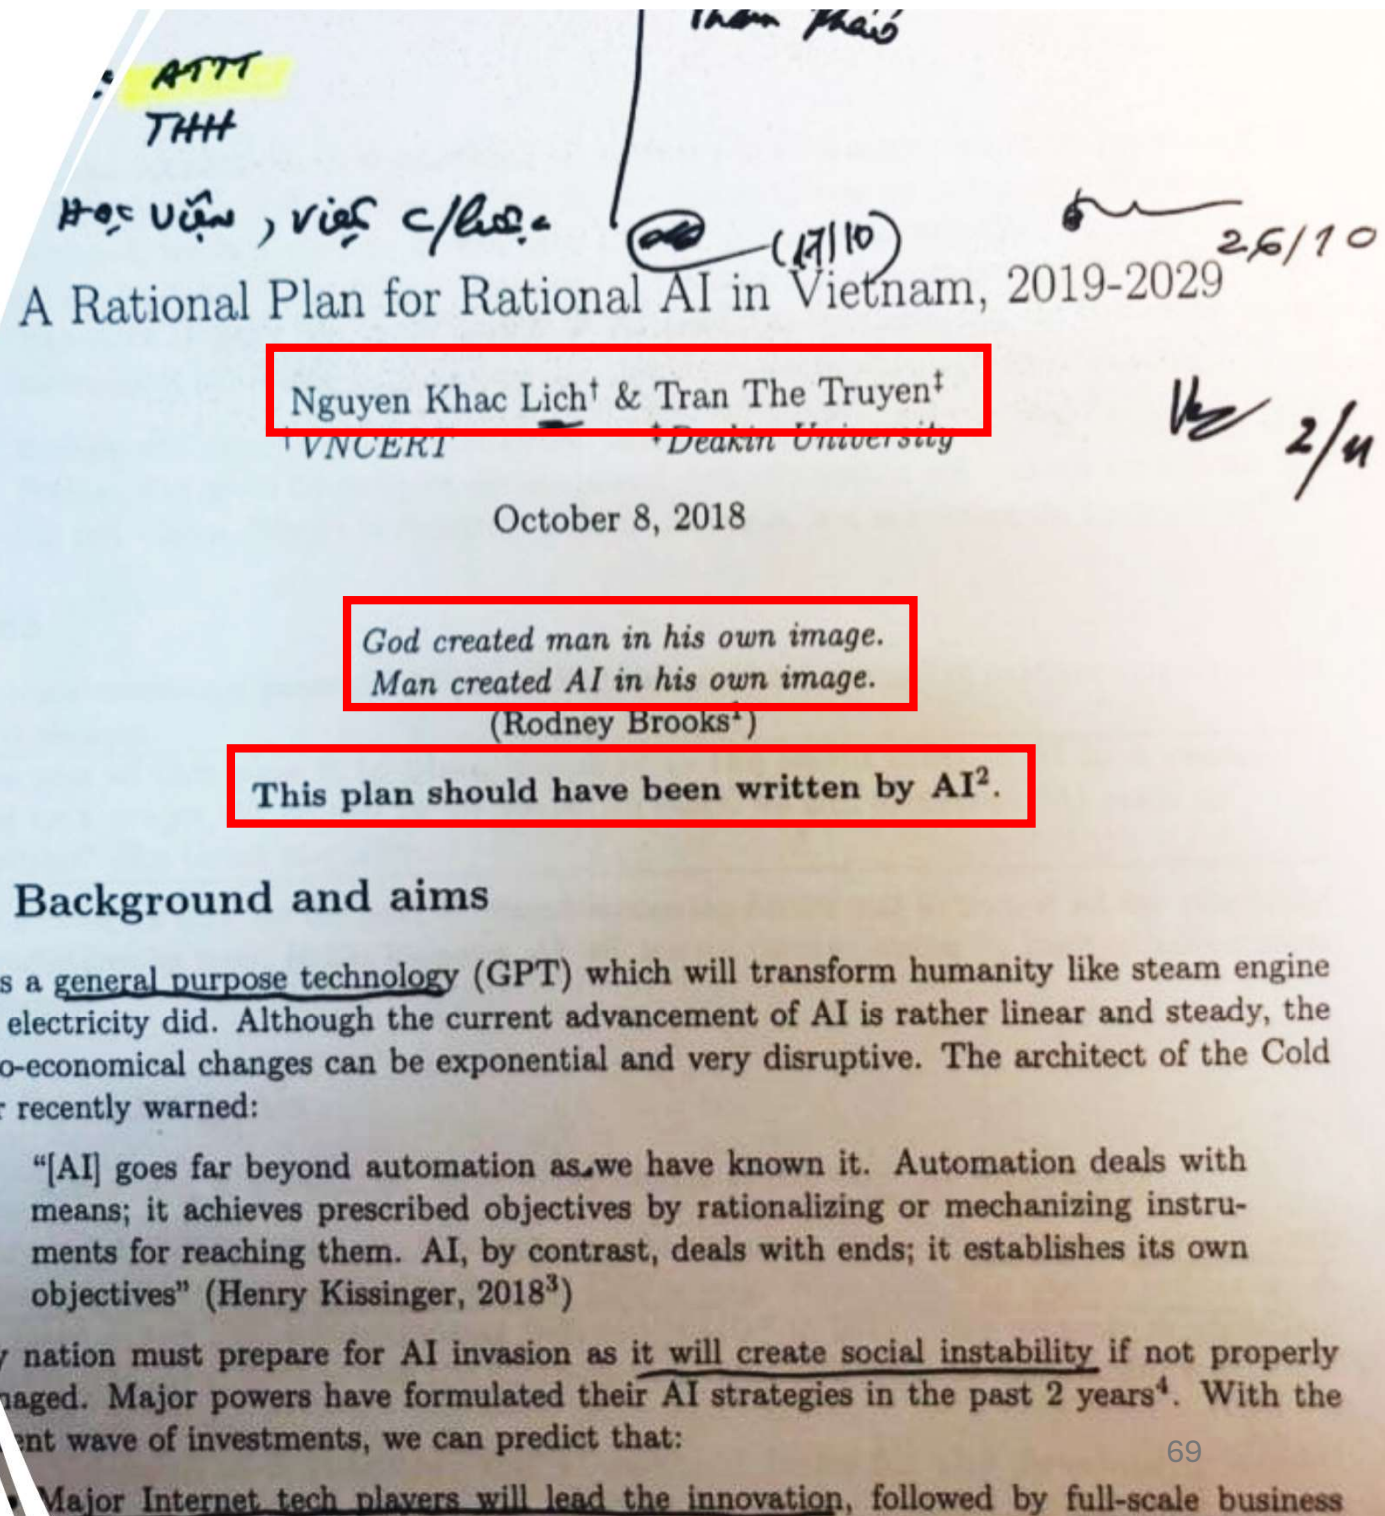 tham khảo
: ATTT
THH
Học viện, viện c/lược
(17/10)
26/10
A Rational Plan for Rational AI in Vietnam, 2019-2029
Nguyen Khac Lich† & Tran The Truyen‡
†VNCERT ‡Deakin University
2/11
October 8, 2018
God created man in his own image.
Man created AI in his own image.
(Rodney Brooks¹)
This plan should have been written by AI².
Background and aims
s a general purpose technology (GPT) which will transform humanity like steam engine
electricity did. Although the current advancement of AI is rather linear and steady, the
o-economical changes can be exponential and very disruptive. The architect of the Cold
r recently warned:
“[AI] goes far beyond automation as we have known it. Automation deals with
means; it achieves prescribed objectives by rationalizing or mechanizing instru-
ments for reaching them. AI, by contrast, deals with ends; it establishes its own
objectives” (Henry Kissinger, 2018³)
y nation must prepare for AI invasion as it will create social instability if not properly
naged. Major powers have formulated their AI strategies in the past 2 years⁴. With the
ent wave of investments, we can predict that:
69
• Major Internet tech players will lead the innovation, followed by full-scale business